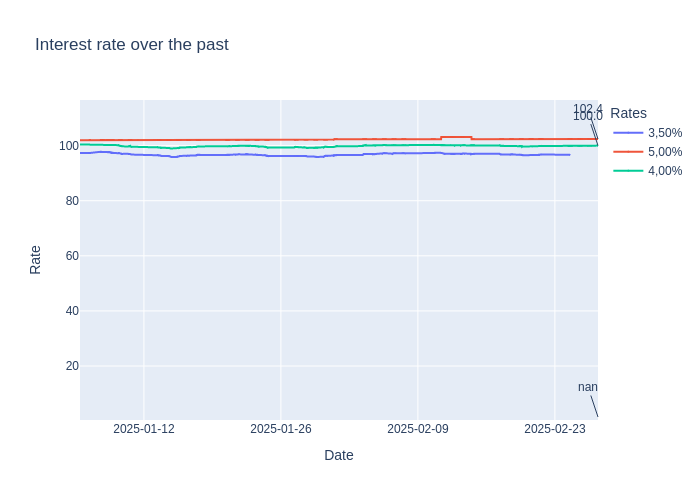 Interest rate over the past
102.4
100.0
Rates
3,50%
5,00%
4,00%
100
80
60
40
20
Rate
nan
2025-01-12
2025-01-26
2025-02-09
2025-02-23
Date